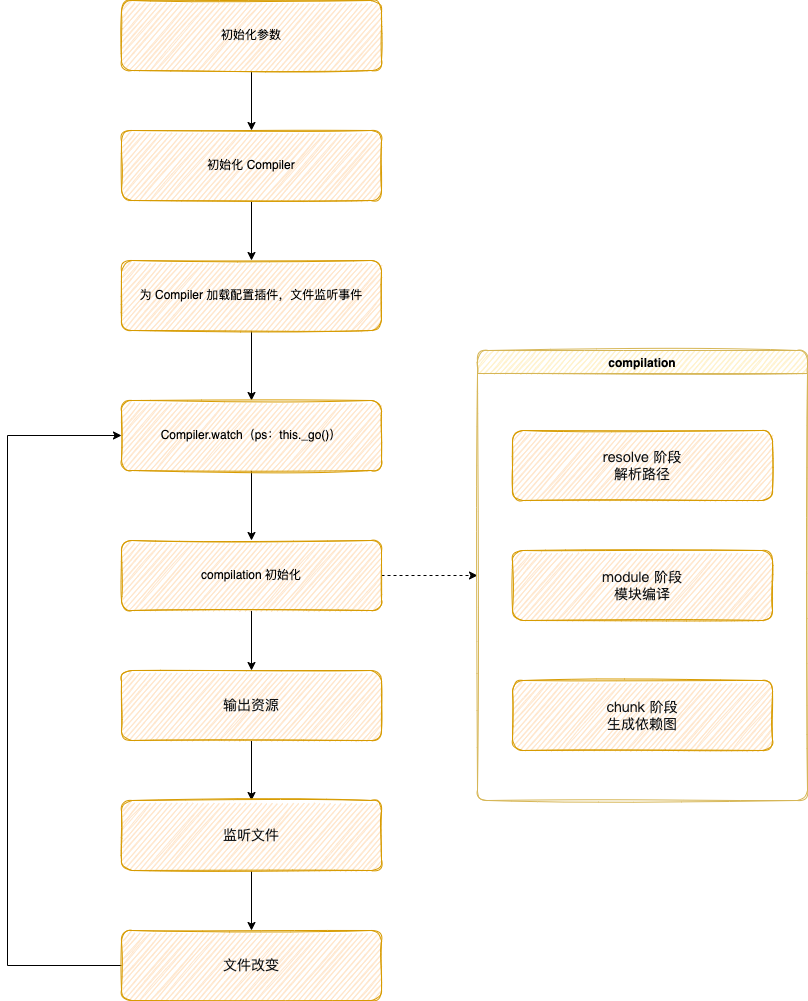 初始化参数
初始化 Compiler
为 Compiler 加载配置插件，文件监听事件
Compiler.watch（ps：this._go()）
compilation 初始化
输出资源
监听文件
文件改变
compilation
resolve 阶段
解析路径
module 阶段
模块编译
chunk 阶段
生成依赖图